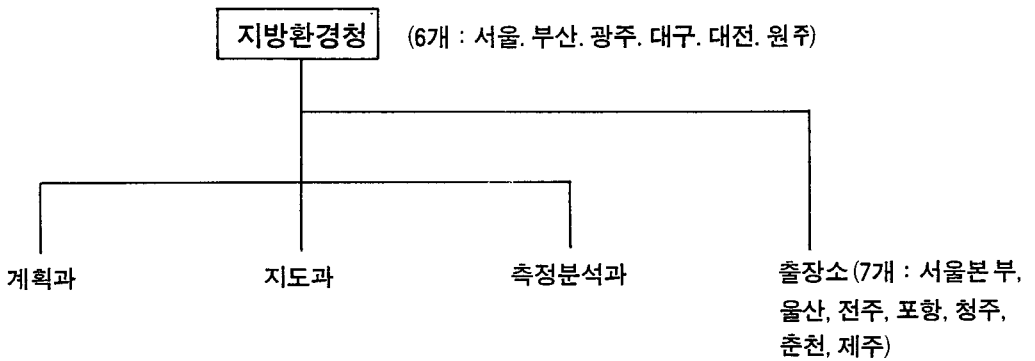 지방환경청 (6개 : 서울. 부산. 광주. 대구. 대전. 원주)
계획과 지도과 측정분석과 출장소(7개 : 서울본부,
울산, 전주, 포항, 청주,
춘천, 제주)